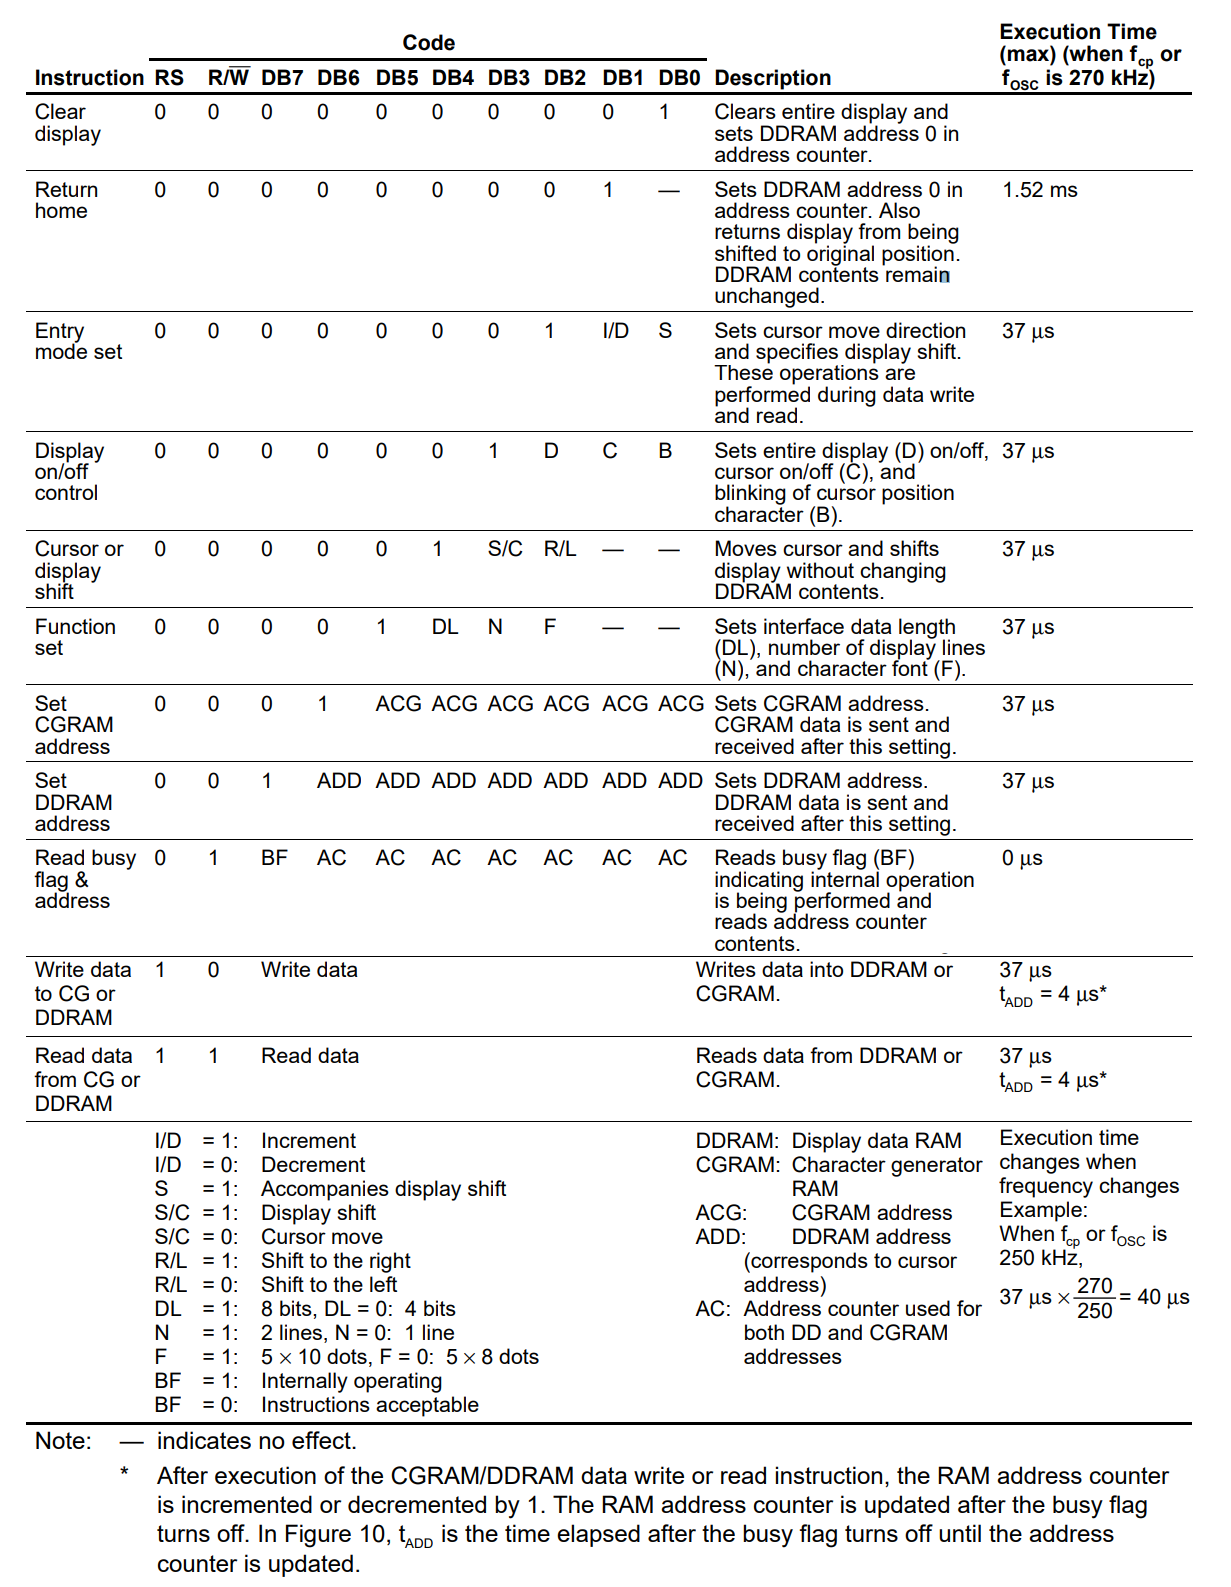 Code
Execution Time
(max) (when fcp or
fOSC is 270 kHz)
Instruction RS R/W̅ DB7 DB6 DB5 DB4 DB3 DB2 DB1 DB0 Description
Clear 0 0 0 0 0 0 0 0 0 1 Clears entire display and
display sets DDRAM address 0 in
address counter.
Return 0 0 0 0 0 0 0 0 1 — Sets DDRAM address 0 in 1.52 ms
home address counter. Also
returns display from being
shifted to original position.
DDRAM contents remain
unchanged.
Entry 0 0 0 0 0 0 0 1 I/D S Sets cursor move direction 37 µs
mode set and specifies display shift.
These operations are
performed during data write
and read.
Display 0 0 0 0 0 0 1 D C B Sets entire display (D) on/off, 37 µs
on/off cursor on/off (C), and
control blinking of cursor position
character (B).
Cursor or 0 0 0 0 0 1 S/C R/L — — Moves cursor and shifts 37 µs
display display without changing
shift DDRAM contents.
Function 0 0 0 0 1 DL N F — — Sets interface data length 37 µs
set (DL), number of display lines
(N), and character font (F).
Set 0 0 0 1 ACG ACG ACG ACG ACG ACG Sets CGRAM address. 37 µs
CGRAM CGRAM data is sent and
address received after this setting.
Set 0 0 1 ADD ADD ADD ADD ADD ADD ADD Sets DDRAM address. 37 µs
DDRAM DDRAM data is sent and
address received after this setting.
Read busy 0 1 BF AC AC AC AC AC AC AC Reads busy flag (BF) 0 µs
flag & indicating internal operation
address is being performed and
reads address counter
contents.
Write data 1 0 Write data Writes data into DDRAM or 37 µs
to CG or CGRAM. tADD = 4 µs*
DDRAM
Read data 1 1 Read data Reads data from DDRAM or 37 µs
from CG or CGRAM. tADD = 4 µs*
DDRAM
I/D = 1: Increment
I/D = 0: Decrement
S = 1: Accompanies display shift
S/C = 1: Display shift
S/C = 0: Cursor move
R/L = 1: Shift to the right
R/L = 0: Shift to the left
DL = 1: 8 bits, DL = 0: 4 bits
N = 1: 2 lines, N = 0: 1 line
F = 1: 5 × 10 dots, F = 0: 5 × 8 dots
BF = 1: Internally operating
BF = 0: Instructions acceptable
DDRAM: Display data RAM
CGRAM: Character generator
RAM
ACG: CGRAM address
ADD: DDRAM address
(corresponds to cursor
address)
AC: Address counter used for
both DD and CGRAM
addresses
Execution time
changes when
frequency changes
Example:
When fcp or fOSC is
250 kHz,
37 µs × 270/250 = 40 µs
Note: — indicates no effect.
* After execution of the CGRAM/DDRAM data write or read instruction, the RAM address counter
is incremented or decremented by 1. The RAM address counter is updated after the busy flag
turns off. In Figure 10, tADD is the time elapsed after the busy flag turns off until the address
counter is updated.